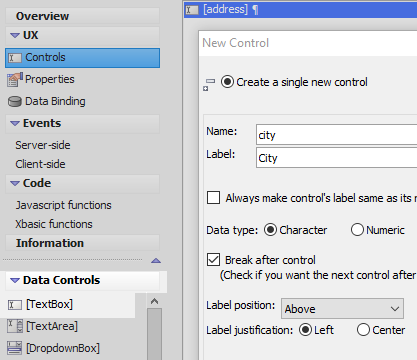 Overview
UX
Controls
Properties
Data Binding
Events
Server-side
Client-side
Code
Javascript functions
Xbasic functions
Information
Data Controls
[TextBox]
[TextArea]
[DropdownBox]
[address] ¶
New Control
Create a single new control
Name: city
Label: City
Always make control's label same as its n
Data type: Character Numeric
Break after control
(Check if you want the next control after
Label position: Above
Label justification: Left Center